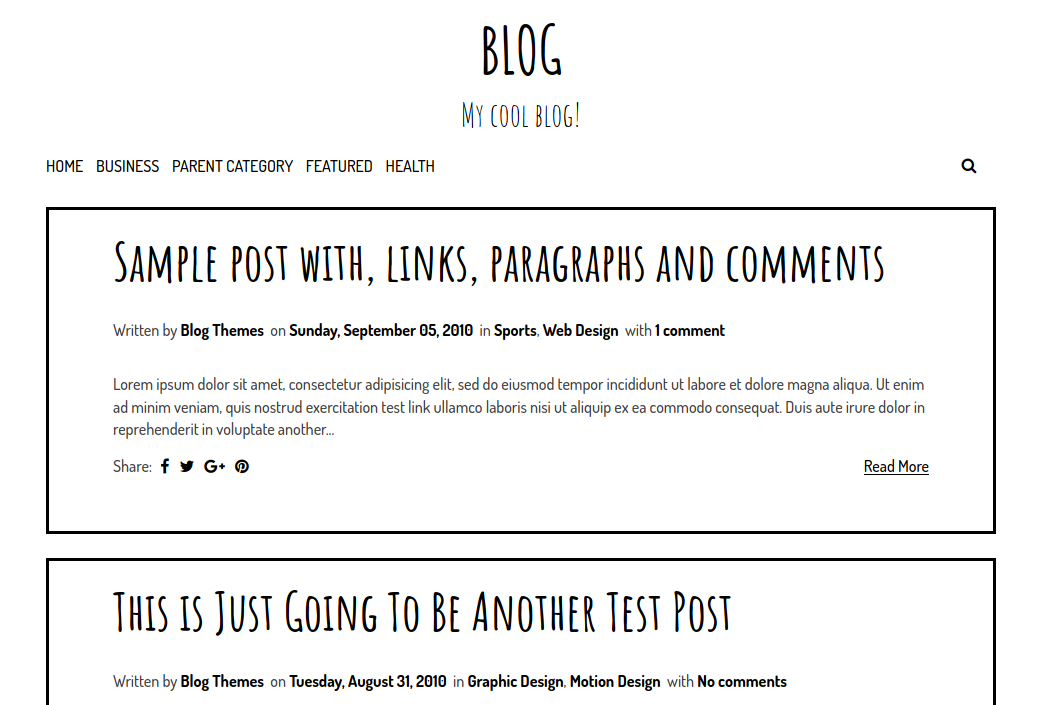 BLOG
My cool blog!
HOME BUSINESS PARENT CATEGORY FEATURED HEALTH
Sample post with, links, paragraphs and comments
Written by Blog Themes on Sunday, September 05, 2010 in Sports, Web Design with 1 comment
Lorem ipsum dolor sit amet, consectetur adipisicing elit, sed do eiusmod tempor incididunt ut labore et dolore magna aliqua. Ut enim
ad minim veniam, quis nostrud exercitation test link ullamco laboris nisi ut aliquip ex ea commodo consequat. Duis aute irure dolor in
reprehenderit in voluptate another...
Share: Read More
This is Just Going To Be Another Test Post
Written by Blog Themes on Tuesday, August 31, 2010 in Graphic Design, Motion Design with No comments